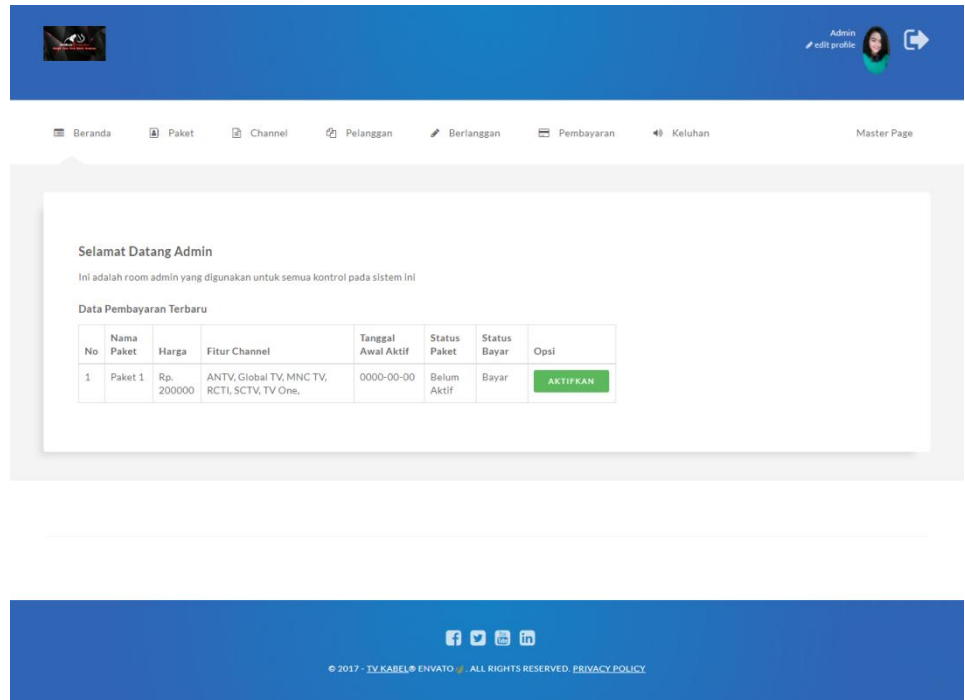 Admin
edit profile
Beranda Paket Channel Pelanggan Berlanggan Pembayaran Keluhan Master Page
Selamat Datang Admin
Ini adalah room admin yang digunakan untuk semua kontrol pada sistem ini
Data Pembayaran Terbaru
No Nama Paket Harga Fitur Channel Tanggal Awal Aktif Status Paket Status Bayar Opsi
1 Paket 1 Rp. 200000 ANTV, Global TV, MNC TV, RCTI, SCTV, TV One, 0000-00-00 Belum Aktif Bayar AKTIFKAN
© 2017 - TV KABEL® ENVATO . ALL RIGHTS RESERVED. PRIVACY POLICY